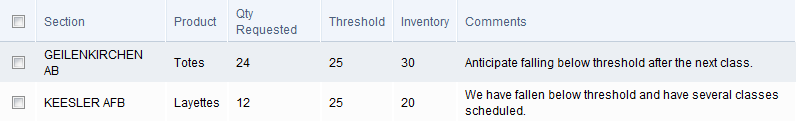 Section Product Qty Requested Threshold Inventory Comments
GEILENKIRCHEN AB Totes 24 25 30 Anticipate falling below threshold after the next class.
KEESLER AFB Layettes 12 25 20 We have fallen below threshold and have several classes scheduled.